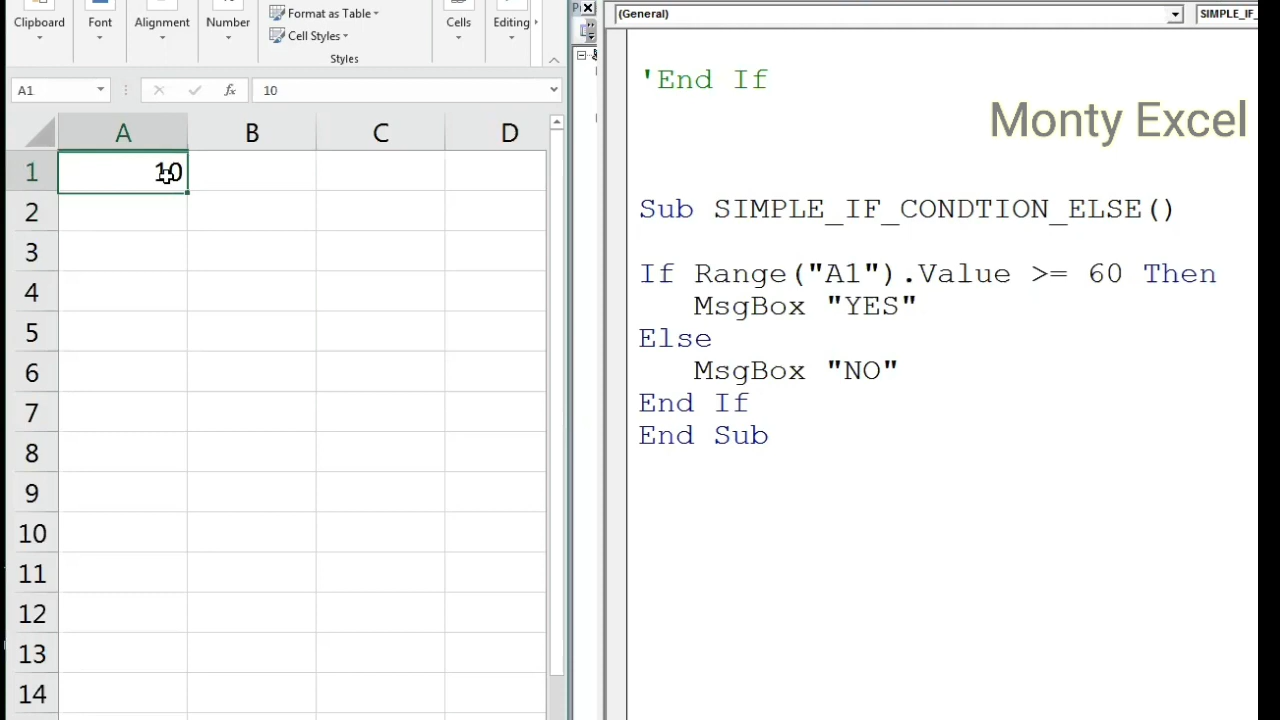 Clipboard
Font
Alignment
Number
Format as Table
Cell Styles
Styles
Cells
Editing
A1
fx
10
A B C D
1 10
2
3
4
5
6
7
8
9
10
11
12
13
14
(General)
SIMPLE_IF_
'End If
Monty Excel
Sub SIMPLE_IF_CONDTION_ELSE()
If Range("A1").Value >= 60 Then
MsgBox "YES"
Else
MsgBox "NO"
End If
End Sub